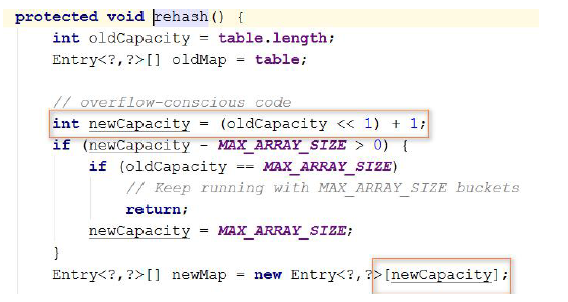 protected void rehash() {
int oldCapacity = table.length;
Entry<?,?>[] oldMap = table;
// overflow-conscious code
int newCapacity = (oldCapacity << 1) + 1;
if (newCapacity - MAX_ARRAY_SIZE > 0) {
if (oldCapacity == MAX_ARRAY_SIZE)
// Keep running with MAX_ARRAY_SIZE buckets
return;
newCapacity = MAX_ARRAY_SIZE;
}
Entry<?,?>[] newMap = new Entry<?,?>[newCapacity];